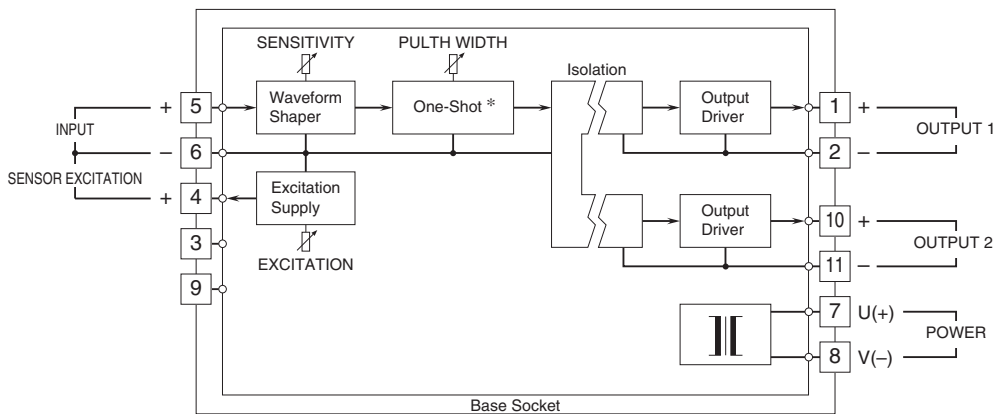 SENSITIVITY
PULTH WIDTH
Isolation
Waveform
Shaper
One-Shot *
Output
Driver
+ 5
1 +
INPUT
OUTPUT 1
– 6
2 –
SENSOR EXCITATION
+ 4
Excitation
Supply
Output
Driver
10 +
3
OUTPUT 2
EXCITATION
11 –
9
7 U(+)
POWER
8 V(–)
Base Socket